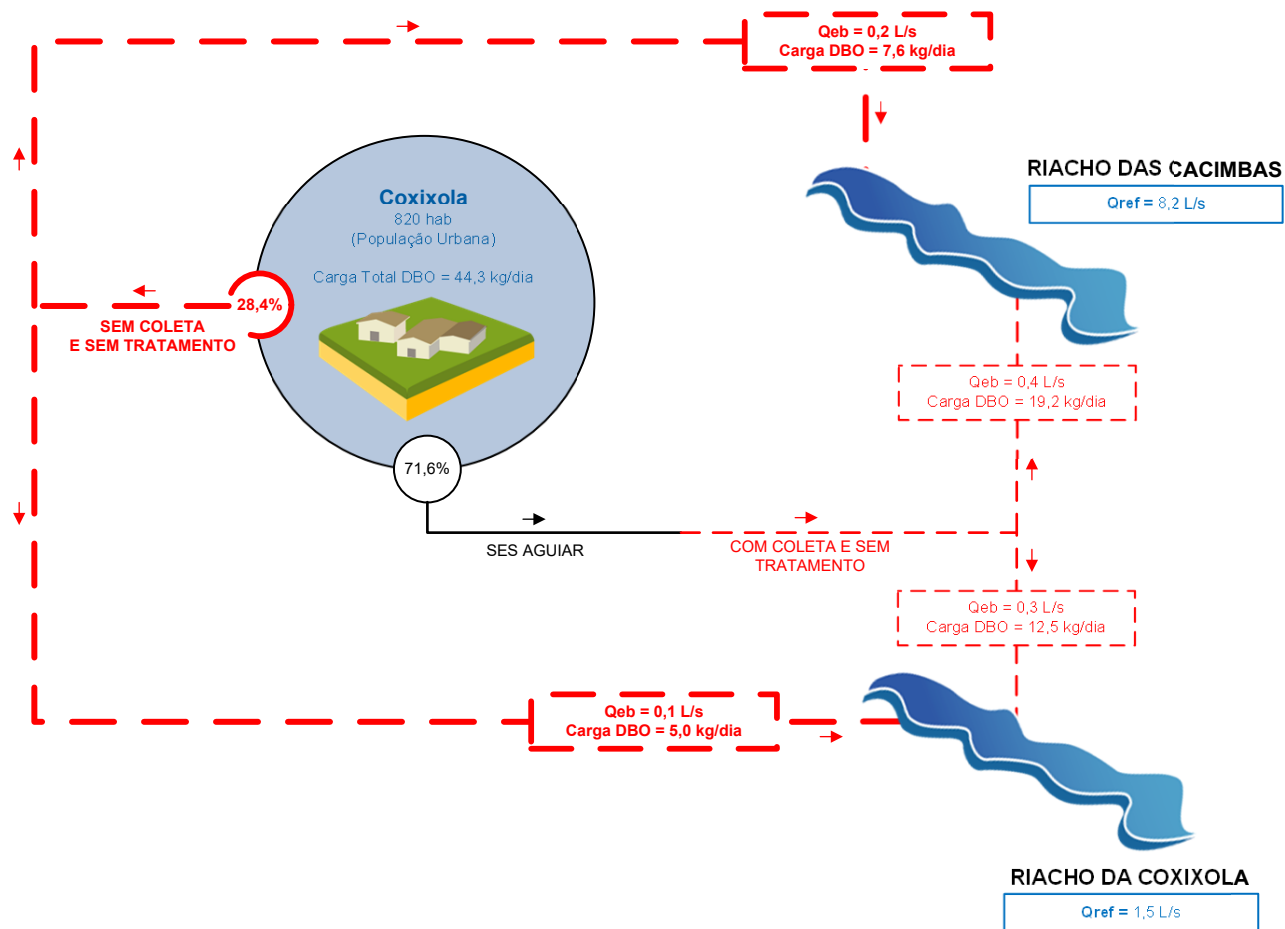 Qeb = 0,2 L/s
Carga DBO = 7,6 kg/dia
RIACHO DAS CACIMBAS
Qref = 8,2 L/s
Coxixola
820 hab
(População Urbana)
Carga Total DBO = 44,3 kg/dia
28,4%
SEM COLETA
E SEM TRATAMENTO
Qeb = 0,4 L/s
Carga DBO = 19,2 kg/dia
71,6%
SES AGUIAR
COM COLETA E SEM
TRATAMENTO
Qeb = 0,3 L/s
Carga DBO = 12,5 kg/dia
Qeb = 0,1 L/s
Carga DBO = 5,0 kg/dia
RIACHO DA COXIXOLA
Qref = 1,5 L/s